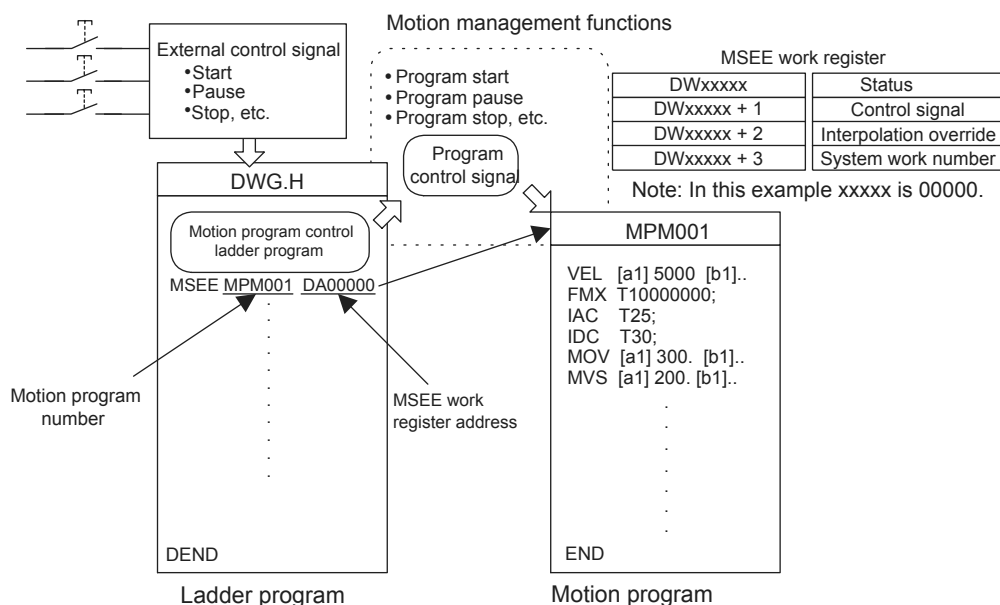 Motion management functions
External control signal
•Start
•Pause
•Stop, etc.
•Program start
•Program pause
•Program stop, etc.
Program
control signal
MSEE work register
DWxxxxx Status
DWxxxxx + 1 Control signal
DWxxxxx + 2 Interpolation override
DWxxxxx + 3 System work number
Note: In this example xxxxx is 00000.
DWG.H
Motion program control
ladder program
MSEE MPM001 DA00000
Motion program
number
MSEE work
register address
DEND
Ladder program
MPM001
VEL [a1] 5000 [b1]..
FMX T10000000;
IAC T25;
IDC T30;
MOV [a1] 300. [b1]..
MVS [a1] 200. [b1]..
END
Motion program